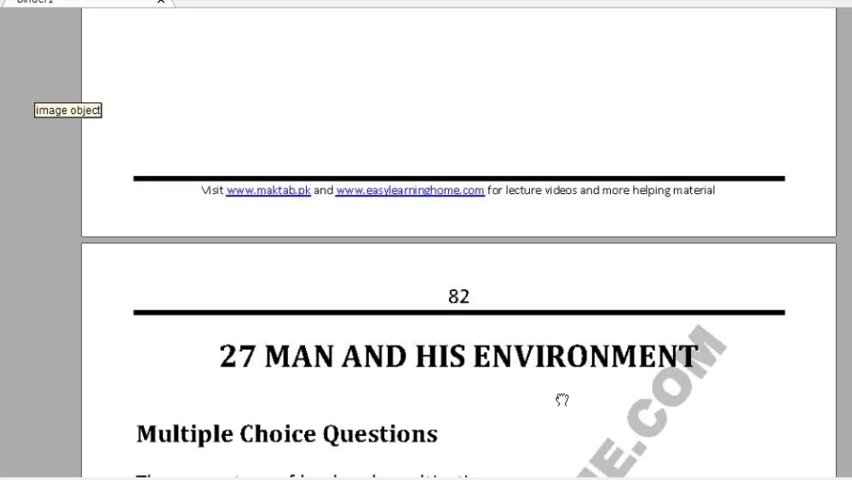 image object
Visit www.maktab.pk and www.easylearninghome.com for lecture videos and more helping material
82
27 MAN AND HIS ENVIRONMENT
Multiple Choice Questions